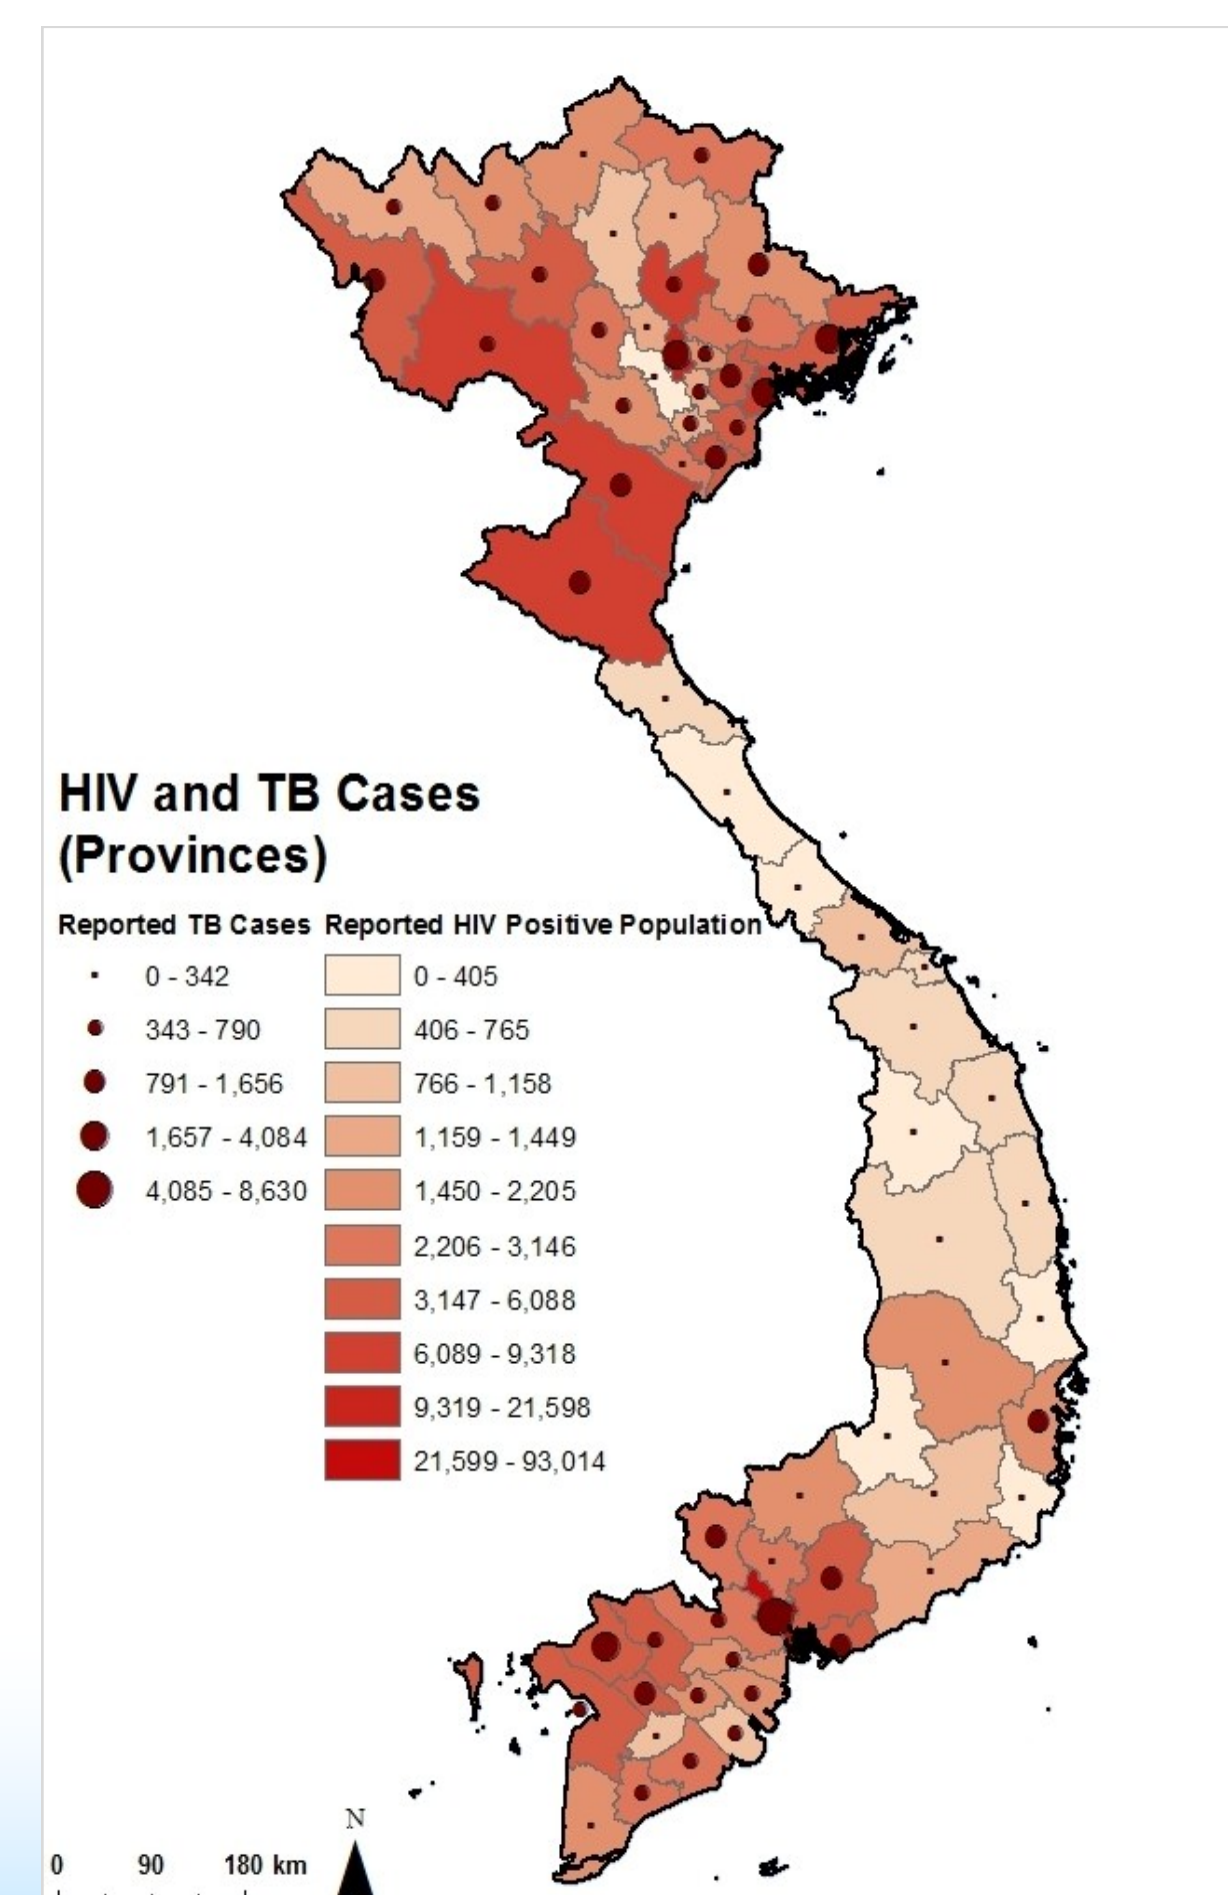 HIV and TB Cases
(Provinces)
Reported TB Cases Reported HIV Positive Population
0 - 342 0 - 405
343 - 790 406 - 765
791 - 1,656 766 - 1,158
1,657 - 4,084 1,159 - 1,449
4,085 - 8,630 1,450 - 2,205
2,206 - 3,146
3,147 - 6,088
6,089 - 9,318
9,319 - 21,598
21,599 - 93,014
N
0 90 180 km